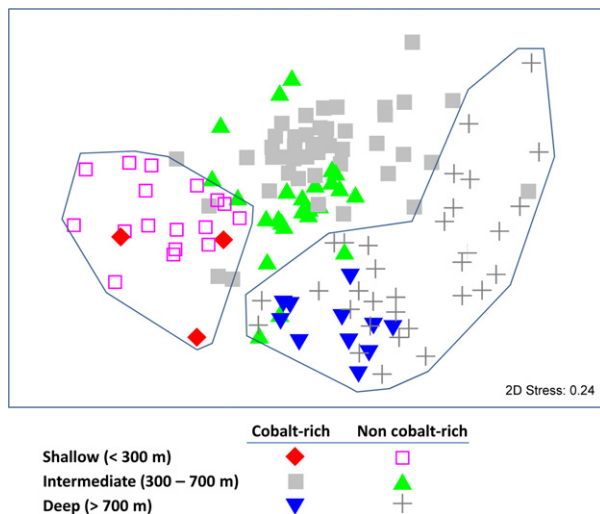 2D Stress: 0.24
Cobalt-rich Non cobalt-rich
Shallow (< 300 m)
Intermediate (300 – 700 m)
Deep (> 700 m)